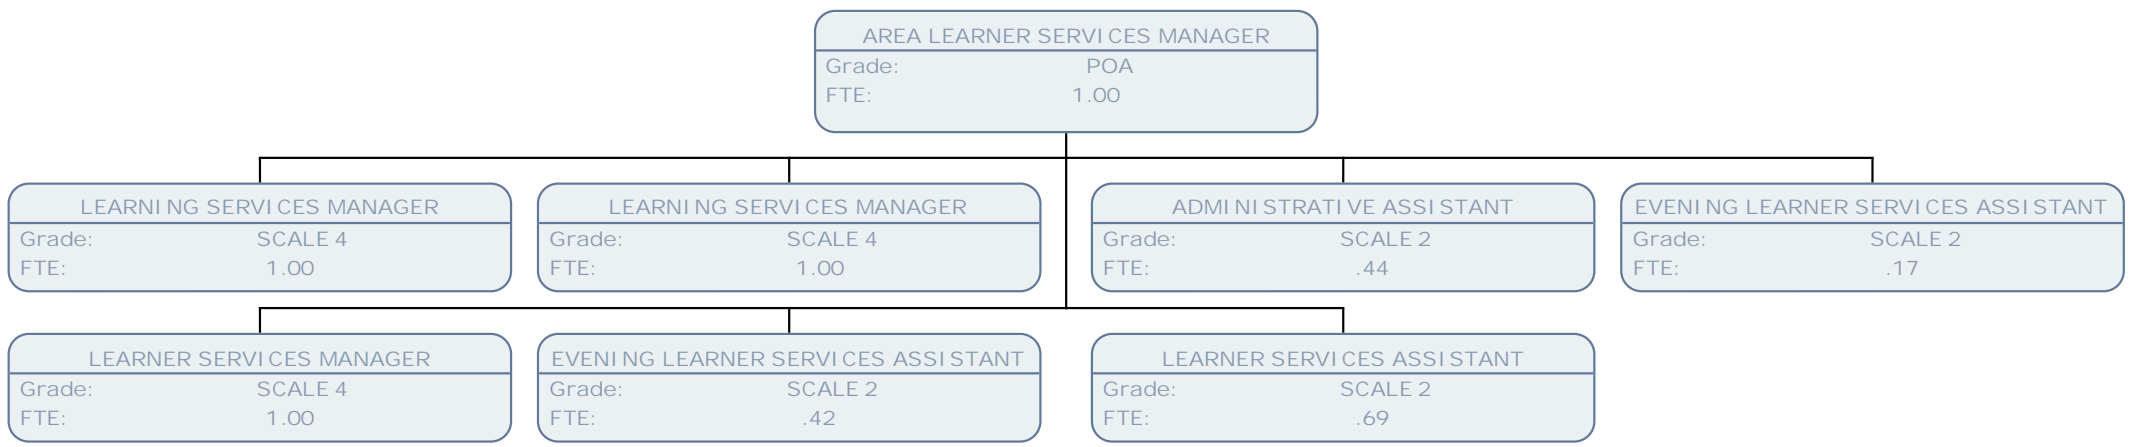 AREA LEARNER SERVICES MANAGER
Grade: POA
FTE: 1.00
LEARNING SERVICES MANAGER
Grade: SCALE 4
FTE: 1.00
LEARNING SERVICES MANAGER
Grade: SCALE 4
FTE: 1.00
ADMINISTRATIVE ASSISTANT
Grade: SCALE 2
FTE: .44
EVENING LEARNER SERVICES ASSISTANT
Grade: SCALE 2
FTE: .17
LEARNER SERVICES MANAGER
Grade: SCALE 4
FTE: 1.00
EVENING LEARNER SERVICES ASSISTANT
Grade: SCALE 2
FTE: .42
LEARNER SERVICES ASSISTANT
Grade: SCALE 2
FTE: .69